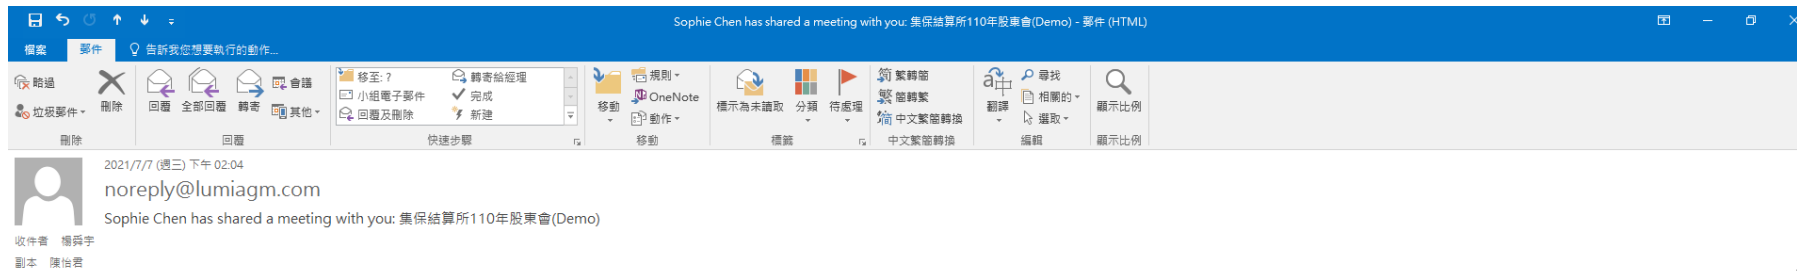 Sophie Chen has shared a meeting with you: 集保結算所110年股東會(Demo) - 郵件 (HTML)
檔案 郵件 告訴我您想要執行的動作...
略過 垃圾郵件 刪除
回覆 全部回覆 轉寄 會議 其他
移至: ? 轉寄給經理
小組電子郵件 完成
回覆及刪除 新建
移動 規則 OneNote 動作
標示為未讀取 分類 待處理
繁轉簡
簡轉繁
中文繁簡轉換
翻譯 尋找 相關的 選取
顯示比例
刪除 回覆 快速步驟 移動 標籤 中文繁簡轉換 編輯 顯示比例
2021/7/7 (週三) 下午 02:04
noreply@lumiagm.com
Sophie Chen has shared a meeting with you: 集保結算所110年股東會(Demo)
收件者 楊舜宇
副本 陳怡君